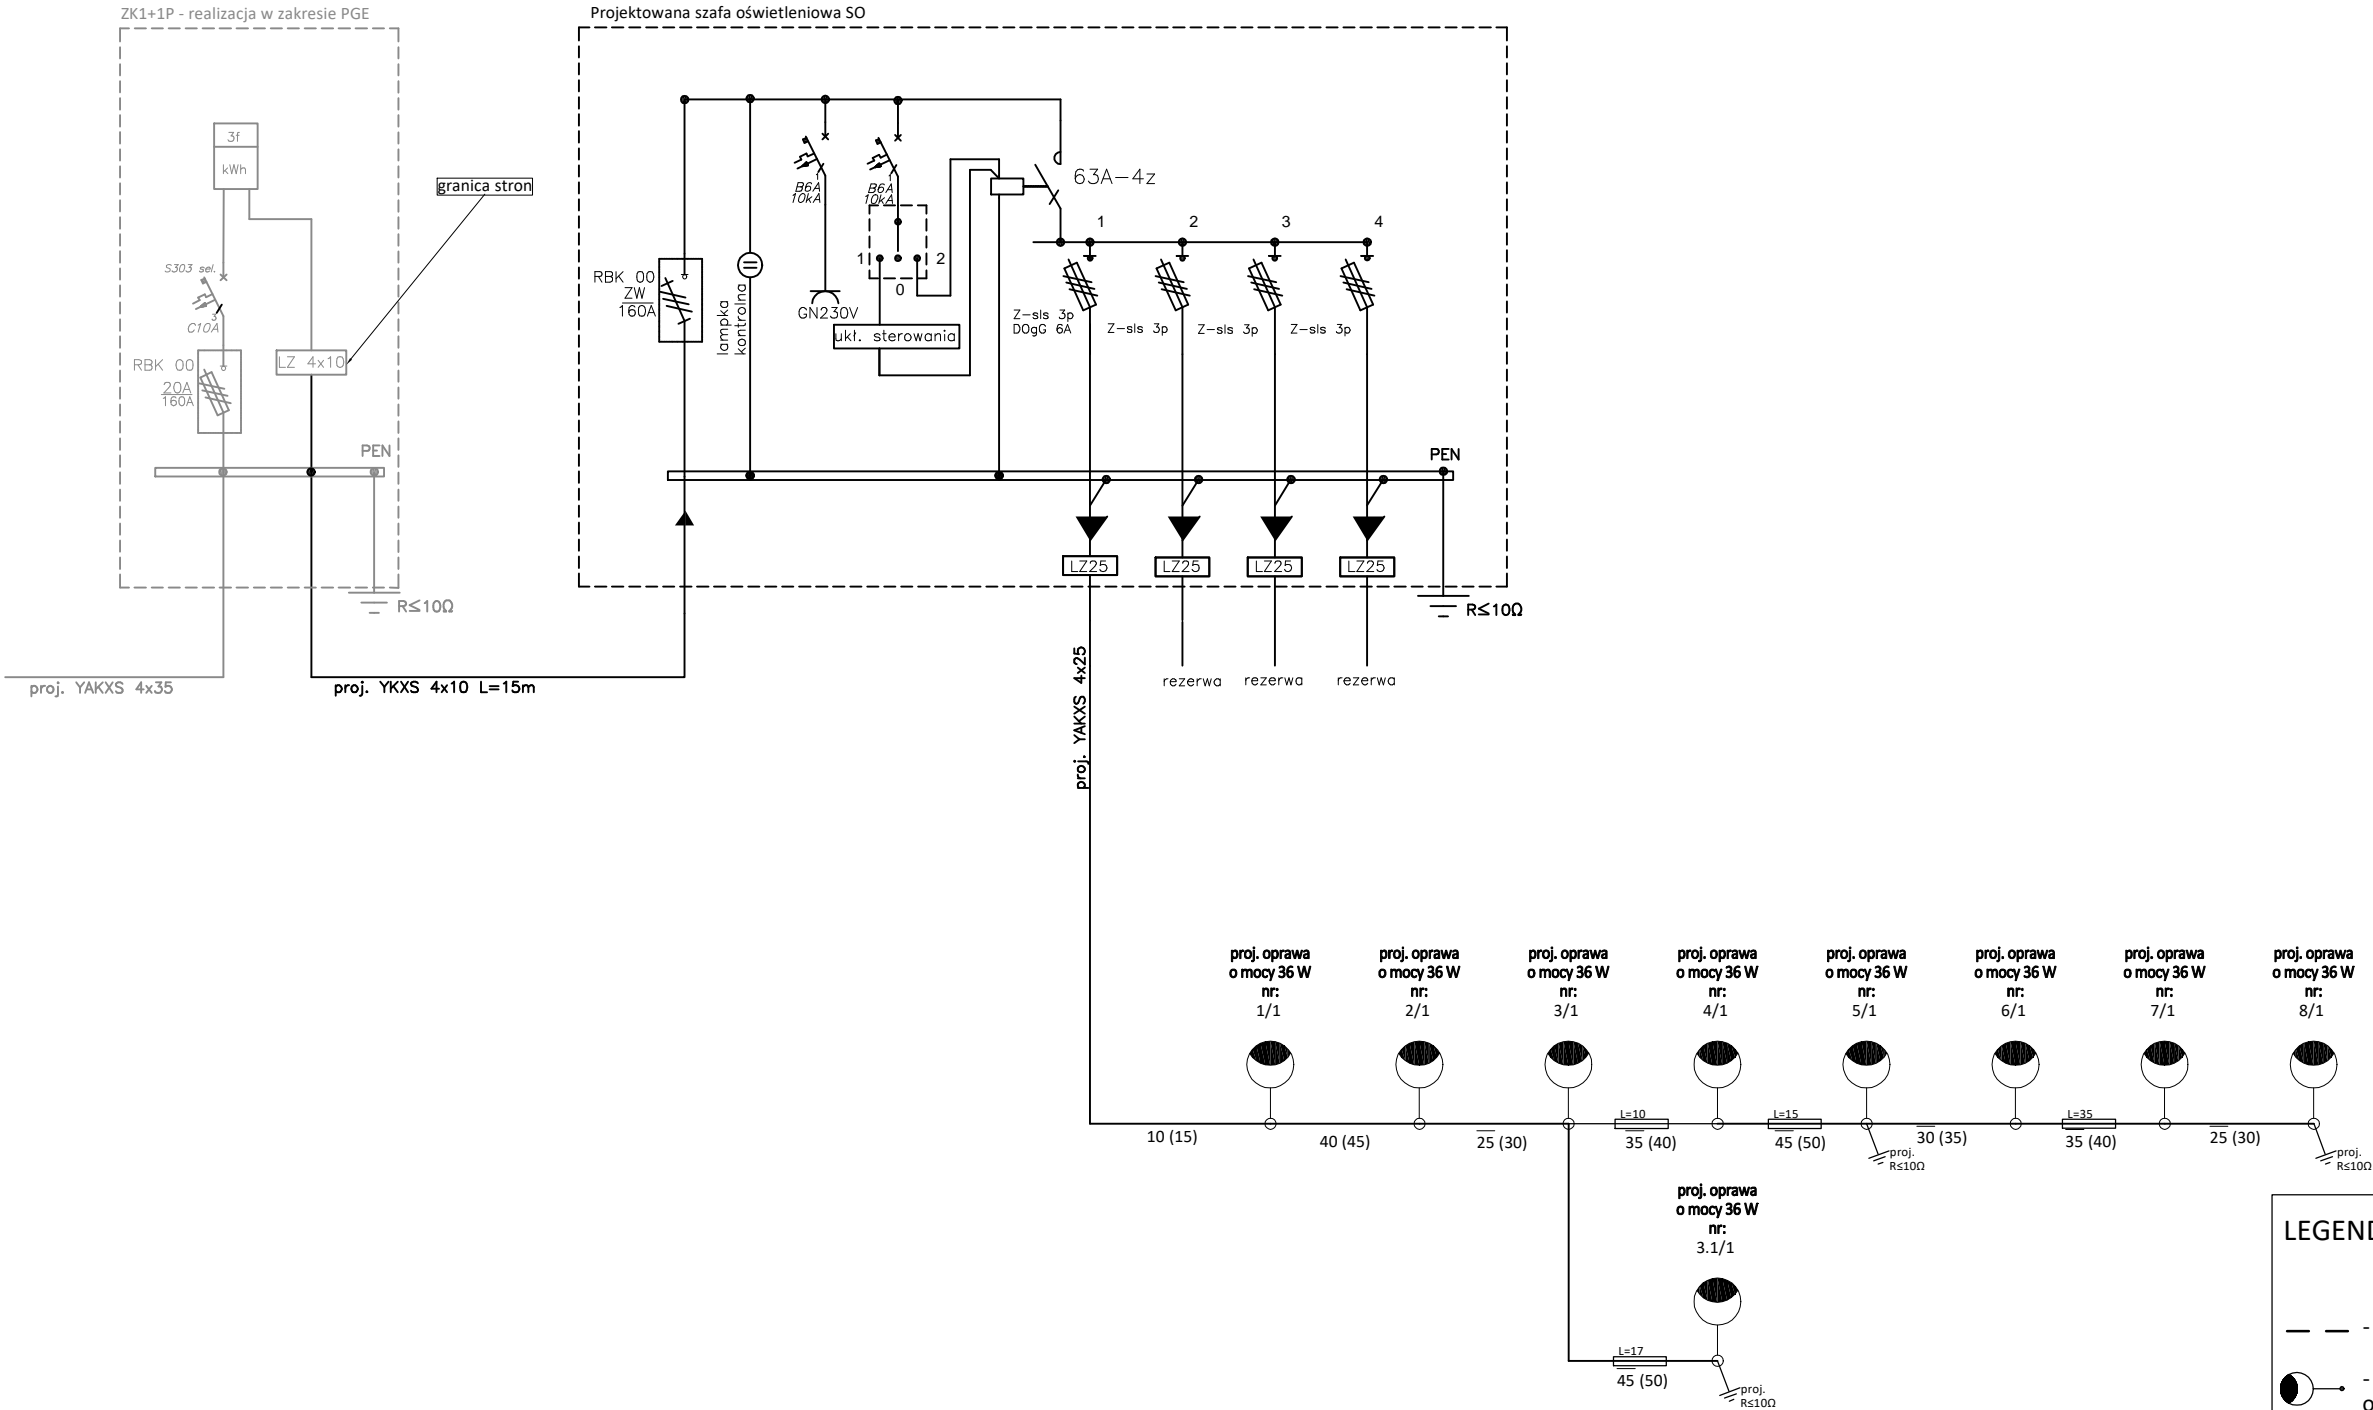 ZK1+1P - realizacja w zakresie PGE
3f
kWh
S303 sel.
3
C10A
RBK 00
20A
160A
LZ 4x10
granica stron
PEN
R≤10Ω
proj. YAKXS 4x35
proj. YKXS 4x10 L=15m
Projektowana szafa oświetleniowa SO
RBK 00
ZW
160A
lampka
kontrolna
1
B6A
10kA
GN230V
1
B6A
10kA
1
2
0
ukł. sterowania
63A-4z
1
2
3
4
Z-sls 3p
DOgG 6A
Z-sls 3p
Z-sls 3p
Z-sls 3p
PEN
LZ25
LZ25
LZ25
LZ25
R≤10Ω
rezerwa
rezerwa
rezerwa
proj. YAKXS 4x25
proj. oprawa
o mocy 36 W
nr:
1/1
proj. oprawa
o mocy 36 W
nr:
2/1
proj. oprawa
o mocy 36 W
nr:
3/1
proj. oprawa
o mocy 36 W
nr:
4/1
proj. oprawa
o mocy 36 W
nr:
5/1
proj. oprawa
o mocy 36 W
nr:
6/1
proj. oprawa
o mocy 36 W
nr:
7/1
proj. oprawa
o mocy 36 W
nr:
8/1
10 (15)
40 (45)
25 (30)
L=10
35 (40)
L=15
45 (50)
proj.
R≤10Ω
30 (35)
L=35
35 (40)
25 (30)
proj.
R≤10Ω
proj. oprawa
o mocy 36 W
nr:
3.1/1
L=17
45 (50)
proj.
R≤10Ω
LEGEND
-
-